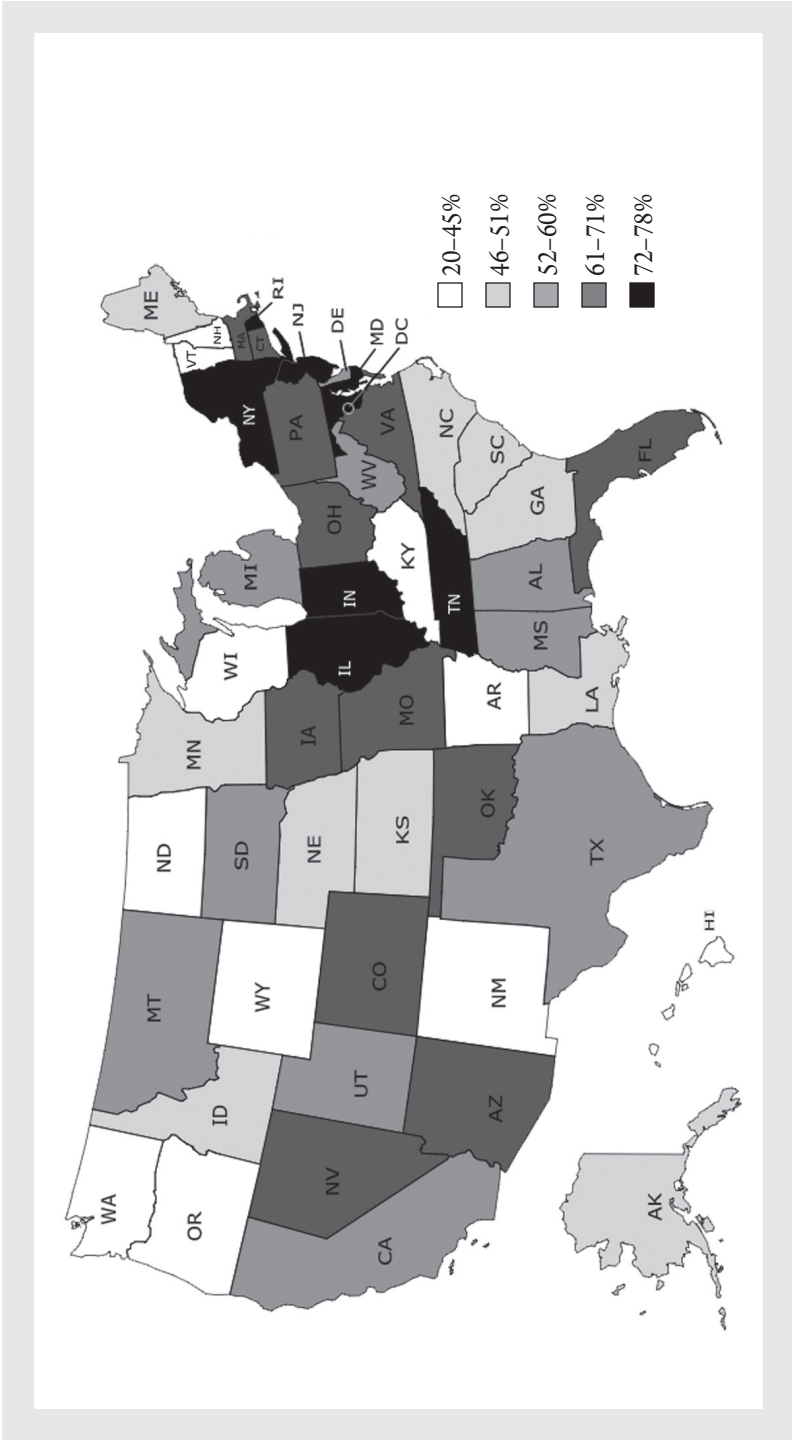 WA
OR
CA
NV
ID
MT
WY
UT
AZ
CO
NM
ND
SD
NE
KS
OK
TX
MN
IA
MO
AR
LA
WI
IL
IN
MI
OH
KY
TN
MS
AL
GA
FL
SC
NC
VA
WV
PA
NY
VT
NH
MA
CT
ME
RI
NJ
DE
MD
DC
AK
HI
20–45%
46–51%
52–60%
61–71%
72–78%